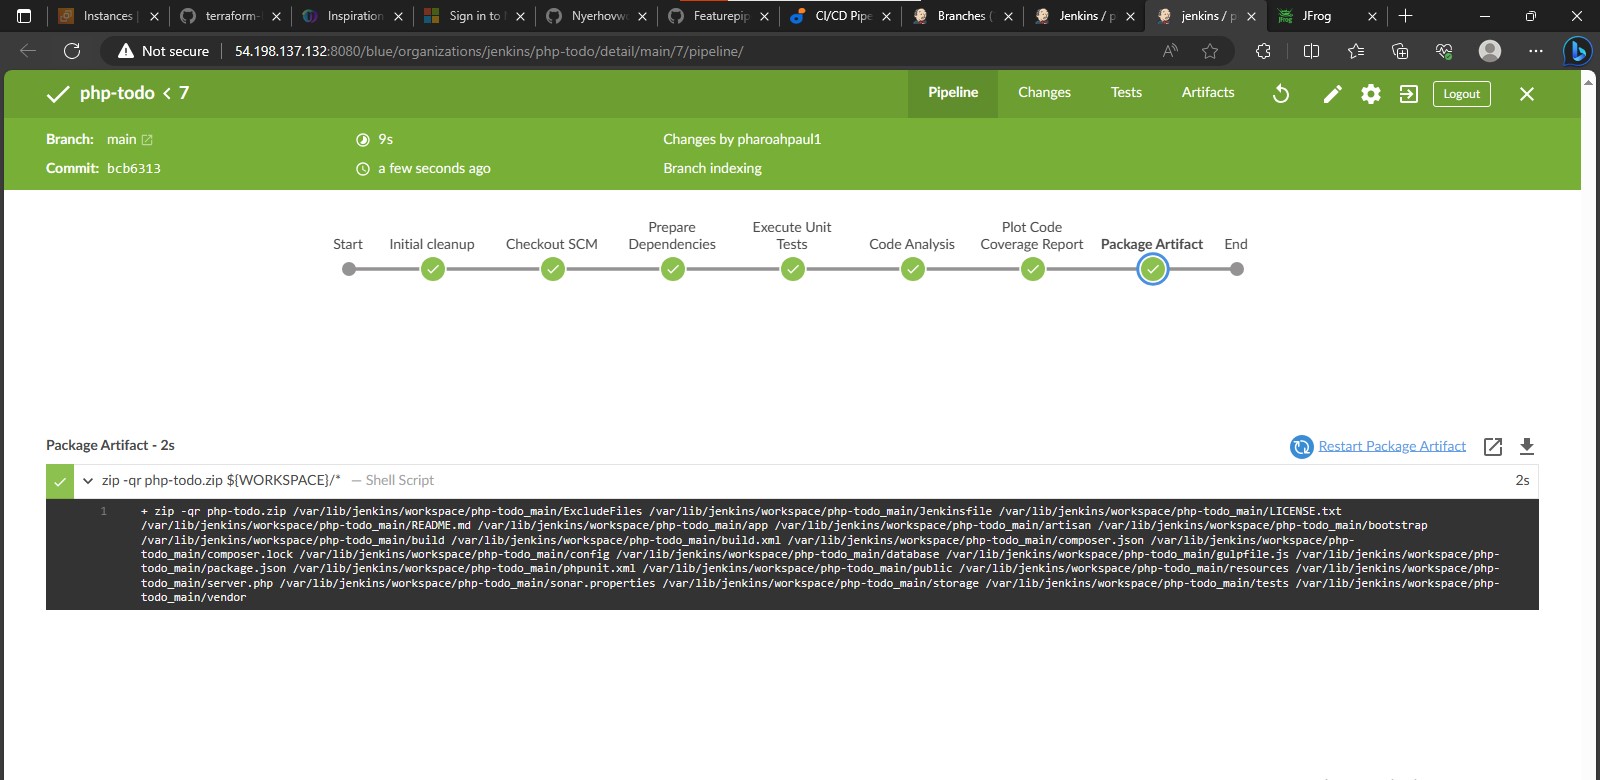 Instances
terraform-
Inspiration
Sign in to
Nyerhovw
Featurepip
CI/CD Pipe
Branches (
Jenkins / p
jenkins / p
JFrog
Not secure 54.198.137.132:8080/blue/organizations/jenkins/php-todo/detail/main/7/pipeline/
php-todo < 7
Pipeline Changes Tests Artifacts Logout
Branch: main 9s Changes by pharoahpaul1
Commit: bcb6313 a few seconds ago Branch indexing
Start
Initial cleanup
Checkout SCM
Prepare
Dependencies
Execute Unit
Tests
Code Analysis
Plot Code
Coverage Report
Package Artifact
End
Package Artifact - 2s Restart Package Artifact
zip -qr php-todo.zip ${WORKSPACE}/* — Shell Script 2s
1 + zip -qr php-todo.zip /var/lib/jenkins/workspace/php-todo_main/ExcludeFiles /var/lib/jenkins/workspace/php-todo_main/Jenkinsfile /var/lib/jenkins/workspace/php-todo_main/LICENSE.txt
/var/lib/jenkins/workspace/php-todo_main/README.md /var/lib/jenkins/workspace/php-todo_main/app /var/lib/jenkins/workspace/php-todo_main/artisan /var/lib/jenkins/workspace/php-todo_main/bootstrap
/var/lib/jenkins/workspace/php-todo_main/build /var/lib/jenkins/workspace/php-todo_main/build.xml /var/lib/jenkins/workspace/php-todo_main/composer.json /var/lib/jenkins/workspace/php-
todo_main/composer.lock /var/lib/jenkins/workspace/php-todo_main/config /var/lib/jenkins/workspace/php-todo_main/database /var/lib/jenkins/workspace/php-todo_main/gulpfile.js /var/lib/jenkins/workspace/php-
todo_main/package.json /var/lib/jenkins/workspace/php-todo_main/phpunit.xml /var/lib/jenkins/workspace/php-todo_main/public /var/lib/jenkins/workspace/php-todo_main/resources /var/lib/jenkins/workspace/php-
todo_main/server.php /var/lib/jenkins/workspace/php-todo_main/sonar.properties /var/lib/jenkins/workspace/php-todo_main/storage /var/lib/jenkins/workspace/php-todo_main/tests /var/lib/jenkins/workspace/php-
todo_main/vendor